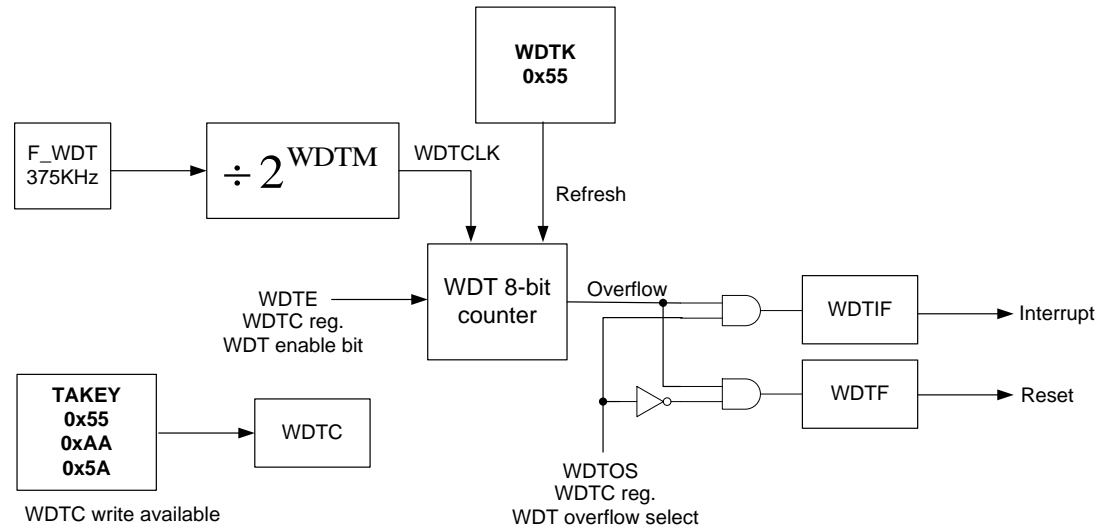 WDTK
0x55
F_WDT
375KHz
÷ 2^WDTM
WDTCLK
Refresh
WDT 8-bit
counter
Overflow
WDTE
WDTC reg.
WDT enable bit
WDTIF
Interrupt
WDTF
Reset
TAKEY
0x55
0xAA
0x5A
WDTC
WDTC write available
WDTOS
WDTC reg.
WDT overflow select